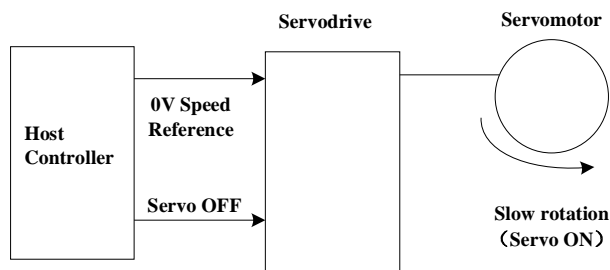 Servodrive
Servomotor
0V Speed
Reference
Host
Controller
Servo OFF
Slow rotation
（Servo ON）